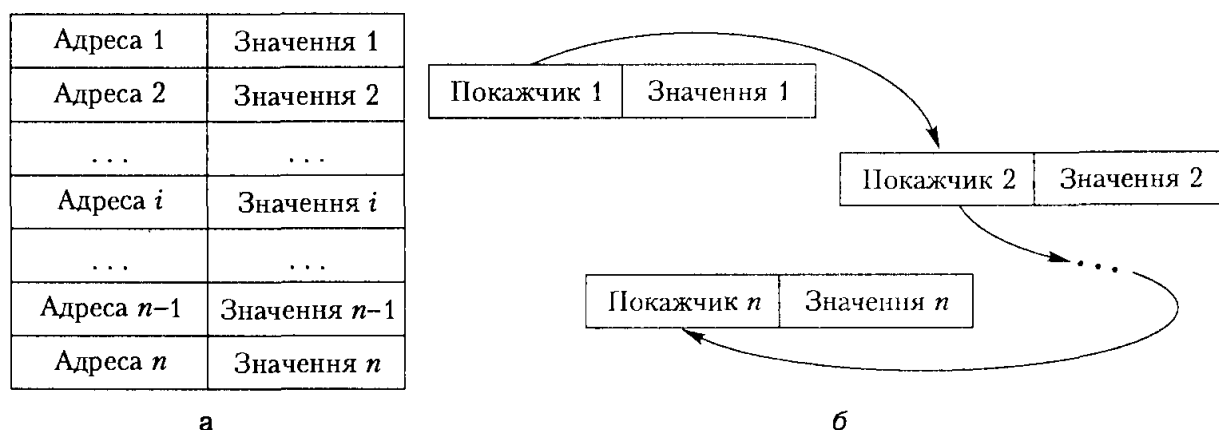 Адреса 1 Значення 1
Адреса 2 Значення 2
... ...
Адреса i Значення i
... ...
Адреса n–1 Значення n–1
Адреса n Значення n
а
Покажчик 1 Значення 1
Покажчик 2 Значення 2
...
Покажчик n Значення n
б